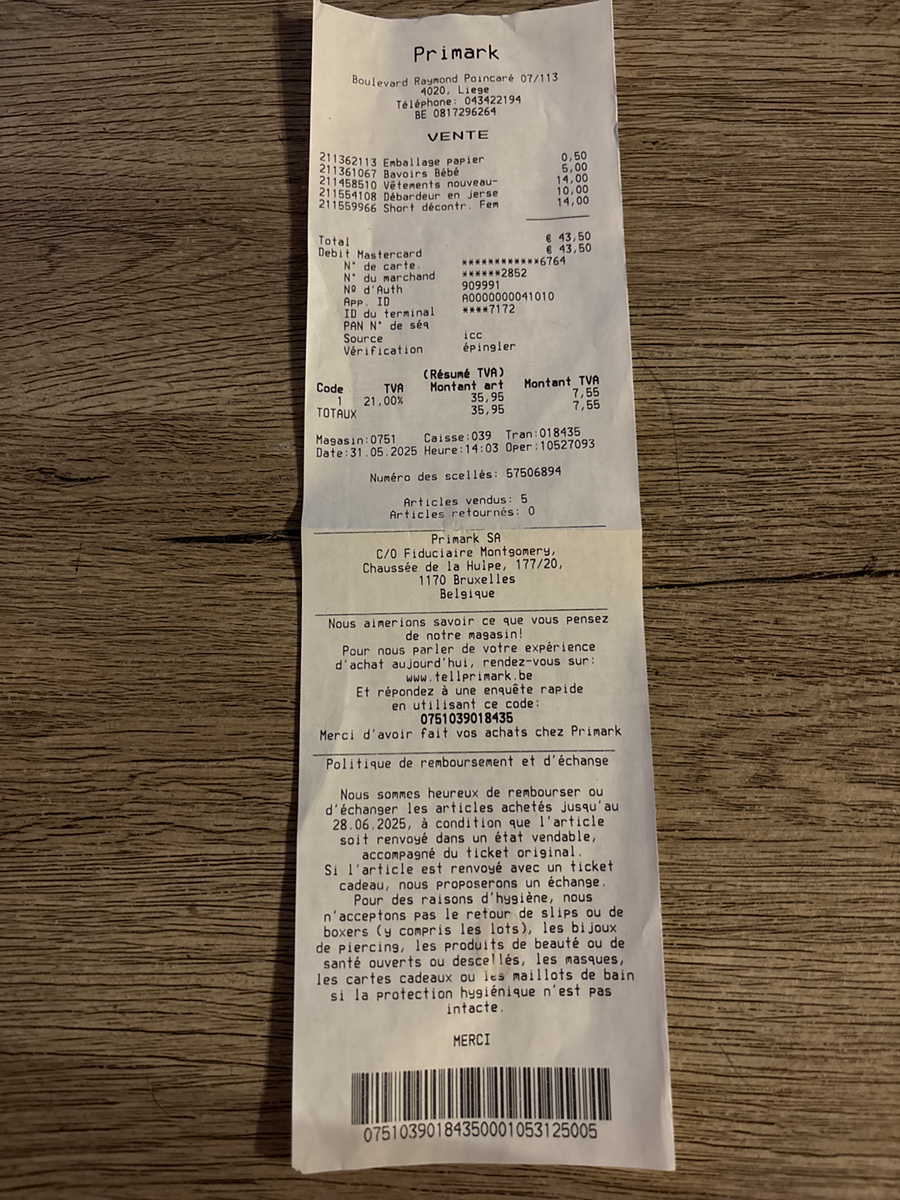 Primark
Boulevard Raymond Poincaré 07/113
4020, Liege
Téléphone: 043422194
BE 0817296264
VENTE
211362113 Emballage papier 0,50
211361067 Bavoirs Bébé 5,00
211458510 Vêtements nouveau- 14,00
211554108 Débardeur en jerse 10,00
211559966 Short décontr. Fem 14,00
Total € 43,50
Debit Mastercard € 43,50
N° de carte. ************6764
N° du marchand ******2852
Nº d'Auth 909991
App. ID A0000000041010
ID du terminal ****7172
PAN N° de séq
Source icc
Vérification épingler
(Résumé TVA)
Code TVA Montant art Montant TVA
1 21,00% 35,95 7,55
TOTAUX 35,95 7,55
Magasin:0751 Caisse:039 Tran:018435
Date:31.05.2025 Heure:14:03 Oper:10527093
Numéro des scellés: 57506894
Articles vendus: 5
Articles retournés: 0
Primark SA
C/O Fiduciaire Montgomery,
Chaussée de la Hulpe, 177/20,
1170 Bruxelles
Belgique
Nous aimerions savoir ce que vous pensez
de notre magasin!
Pour nous parler de votre expérience
d'achat aujourd'hui, rendez-vous sur:
www.tellprimark.be
Et répondez à une enquête rapide
en utilisant ce code:
0751039018435
Merci d'avoir fait vos achats chez Primark
Politique de remboursement et d'échange
Nous sommes heureux de rembourser ou
d'échanger les articles achetés jusqu'au
28.06.2025, à condition que l'article
soit renvoyé dans un état vendable,
accompagné du ticket original.
Si l'article est renvoyé avec un ticket
cadeau, nous proposerons un échange.
Pour des raisons d'hygiène, nous
n'acceptons pas le retour de slips ou de
boxers (y compris les lots), les bijoux
de piercing, les produits de beauté ou de
santé ouverts ou descellés, les masques,
les cartes cadeaux ou les maillots de bain
si la protection hygiénique n'est pas
intacte.
MERCI
07510390184350001053125005